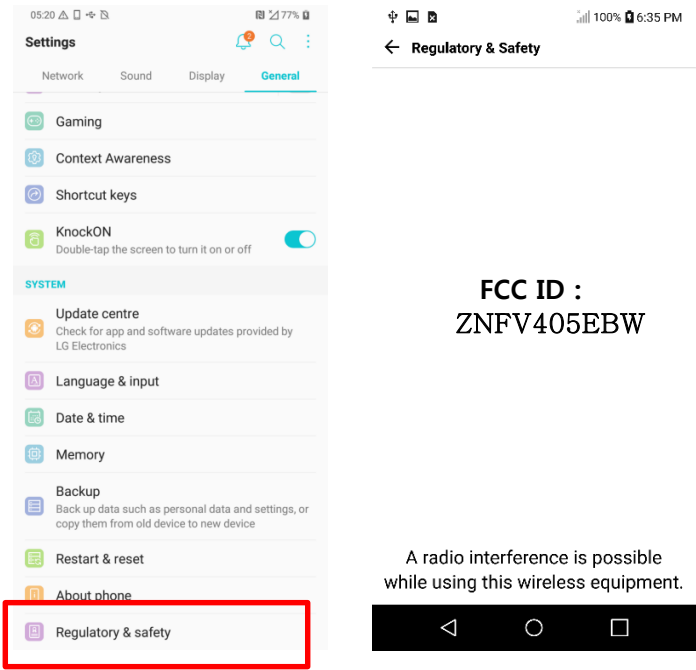 05:20 77%
Settings 2
Network Sound Display General
Gaming
Context Awareness
Shortcut keys
KnockON
Double-tap the screen to turn it on or off
SYSTEM
Update centre
Check for app and software updates provided by
LG Electronics
Language & input
Date & time
Memory
Backup
Back up data such as personal data and settings, or
copy them from old device to new device
Restart & reset
About phone
Regulatory & safety
100% 6:35 PM
Regulatory & Safety
FCC ID :
ZNFV405EBW
A radio interference is possible
while using this wireless equipment.